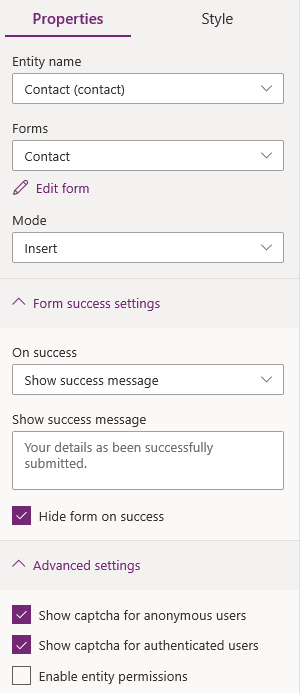 Properties
Style
Entity name
Contact (contact)
Forms
Contact
Edit form
Mode
Insert
Form success settings
On success
Show success message
Show success message
Your details as been successfully
submitted.
Hide form on success
Advanced settings
Show captcha for anonymous users
Show captcha for authenticated users
Enable entity permissions